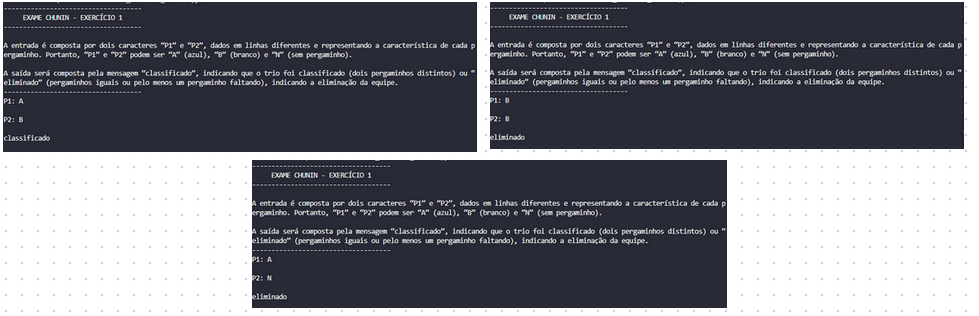 ----------------------------------
EXAME CHUNIN - EXERCÍCIO 1
----------------------------------
A entrada é composta por dois caracteres “P1” e “P2”, dados em linhas diferentes e representando a característica de cada p
ergaminho. Portanto, “P1” e “P2” podem ser “A” (azul), “B” (branco) e “N” (sem pergaminho).
A saída será composta pela mensagem “classificado”, indicando que o trio foi classificado (dois pergaminhos distintos) ou “
eliminado” (pergaminhos iguais ou pelo menos um pergaminho faltando), indicando a eliminação da equipe.
----------------------------------
P1: A
P2: B
classificado
----------------------------------
EXAME CHUNIN - EXERCÍCIO 1
----------------------------------
A entrada é composta por dois caracteres “P1” e “P2”, dados em linhas diferentes e representando a característica de cada p
ergaminho. Portanto, “P1” e “P2” podem ser “A” (azul), “B” (branco) e “N” (sem pergaminho).
A saída será composta pela mensagem “classificado”, indicando que o trio foi classificado (dois pergaminhos distintos) ou “
eliminado” (pergaminhos iguais ou pelo menos um pergaminho faltando), indicando a eliminação da equipe.
----------------------------------
P1: B
P2: B
eliminado
----------------------------------
EXAME CHUNIN - EXERCÍCIO 1
----------------------------------
A entrada é composta por dois caracteres “P1” e “P2”, dados em linhas diferentes e representando a característica de cada p
ergaminho. Portanto, “P1” e “P2” podem ser “A” (azul), “B” (branco) e “N” (sem pergaminho).
A saída será composta pela mensagem “classificado”, indicando que o trio foi classificado (dois pergaminhos distintos) ou “
eliminado” (pergaminhos iguais ou pelo menos um pergaminho faltando), indicando a eliminação da equipe.
----------------------------------
P1: A
P2: N
eliminado